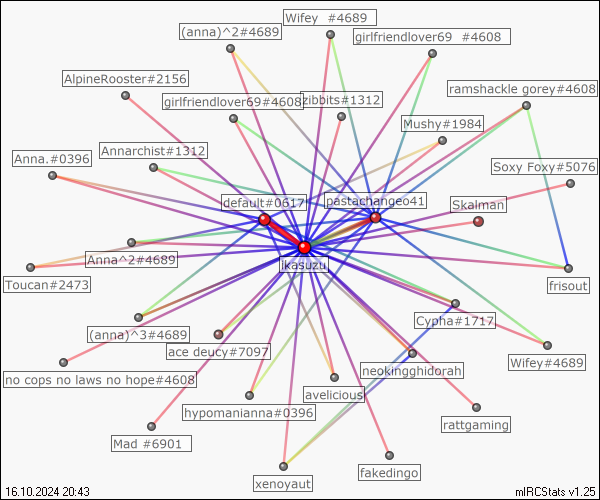 Wifey #4689
(anna)^2#4689
girlfriendlover69 #4608
AlpineRooster#2156
ramshackle gorey#4608
girlfriendlover69#4608
zibbits#1312
Mushy#1984
Annarchist#1312
Anna.#0396
Soxy Foxy#5076
default#0617
pastachangeo41
Skalman
Anna^2#4689
ikasuzu
Toucan#2473
frisout
Cypha#1717
(anna)^3#4689
ace deucy#7097
Wifey#4689
neokingghidorah
no cops no laws no hope#4608
avelicious
hypomanianna#0396
rattgaming
Mad #6901
fakedingo
xenoyaut
16.10.2024 20:43
mIRCStats v1.25